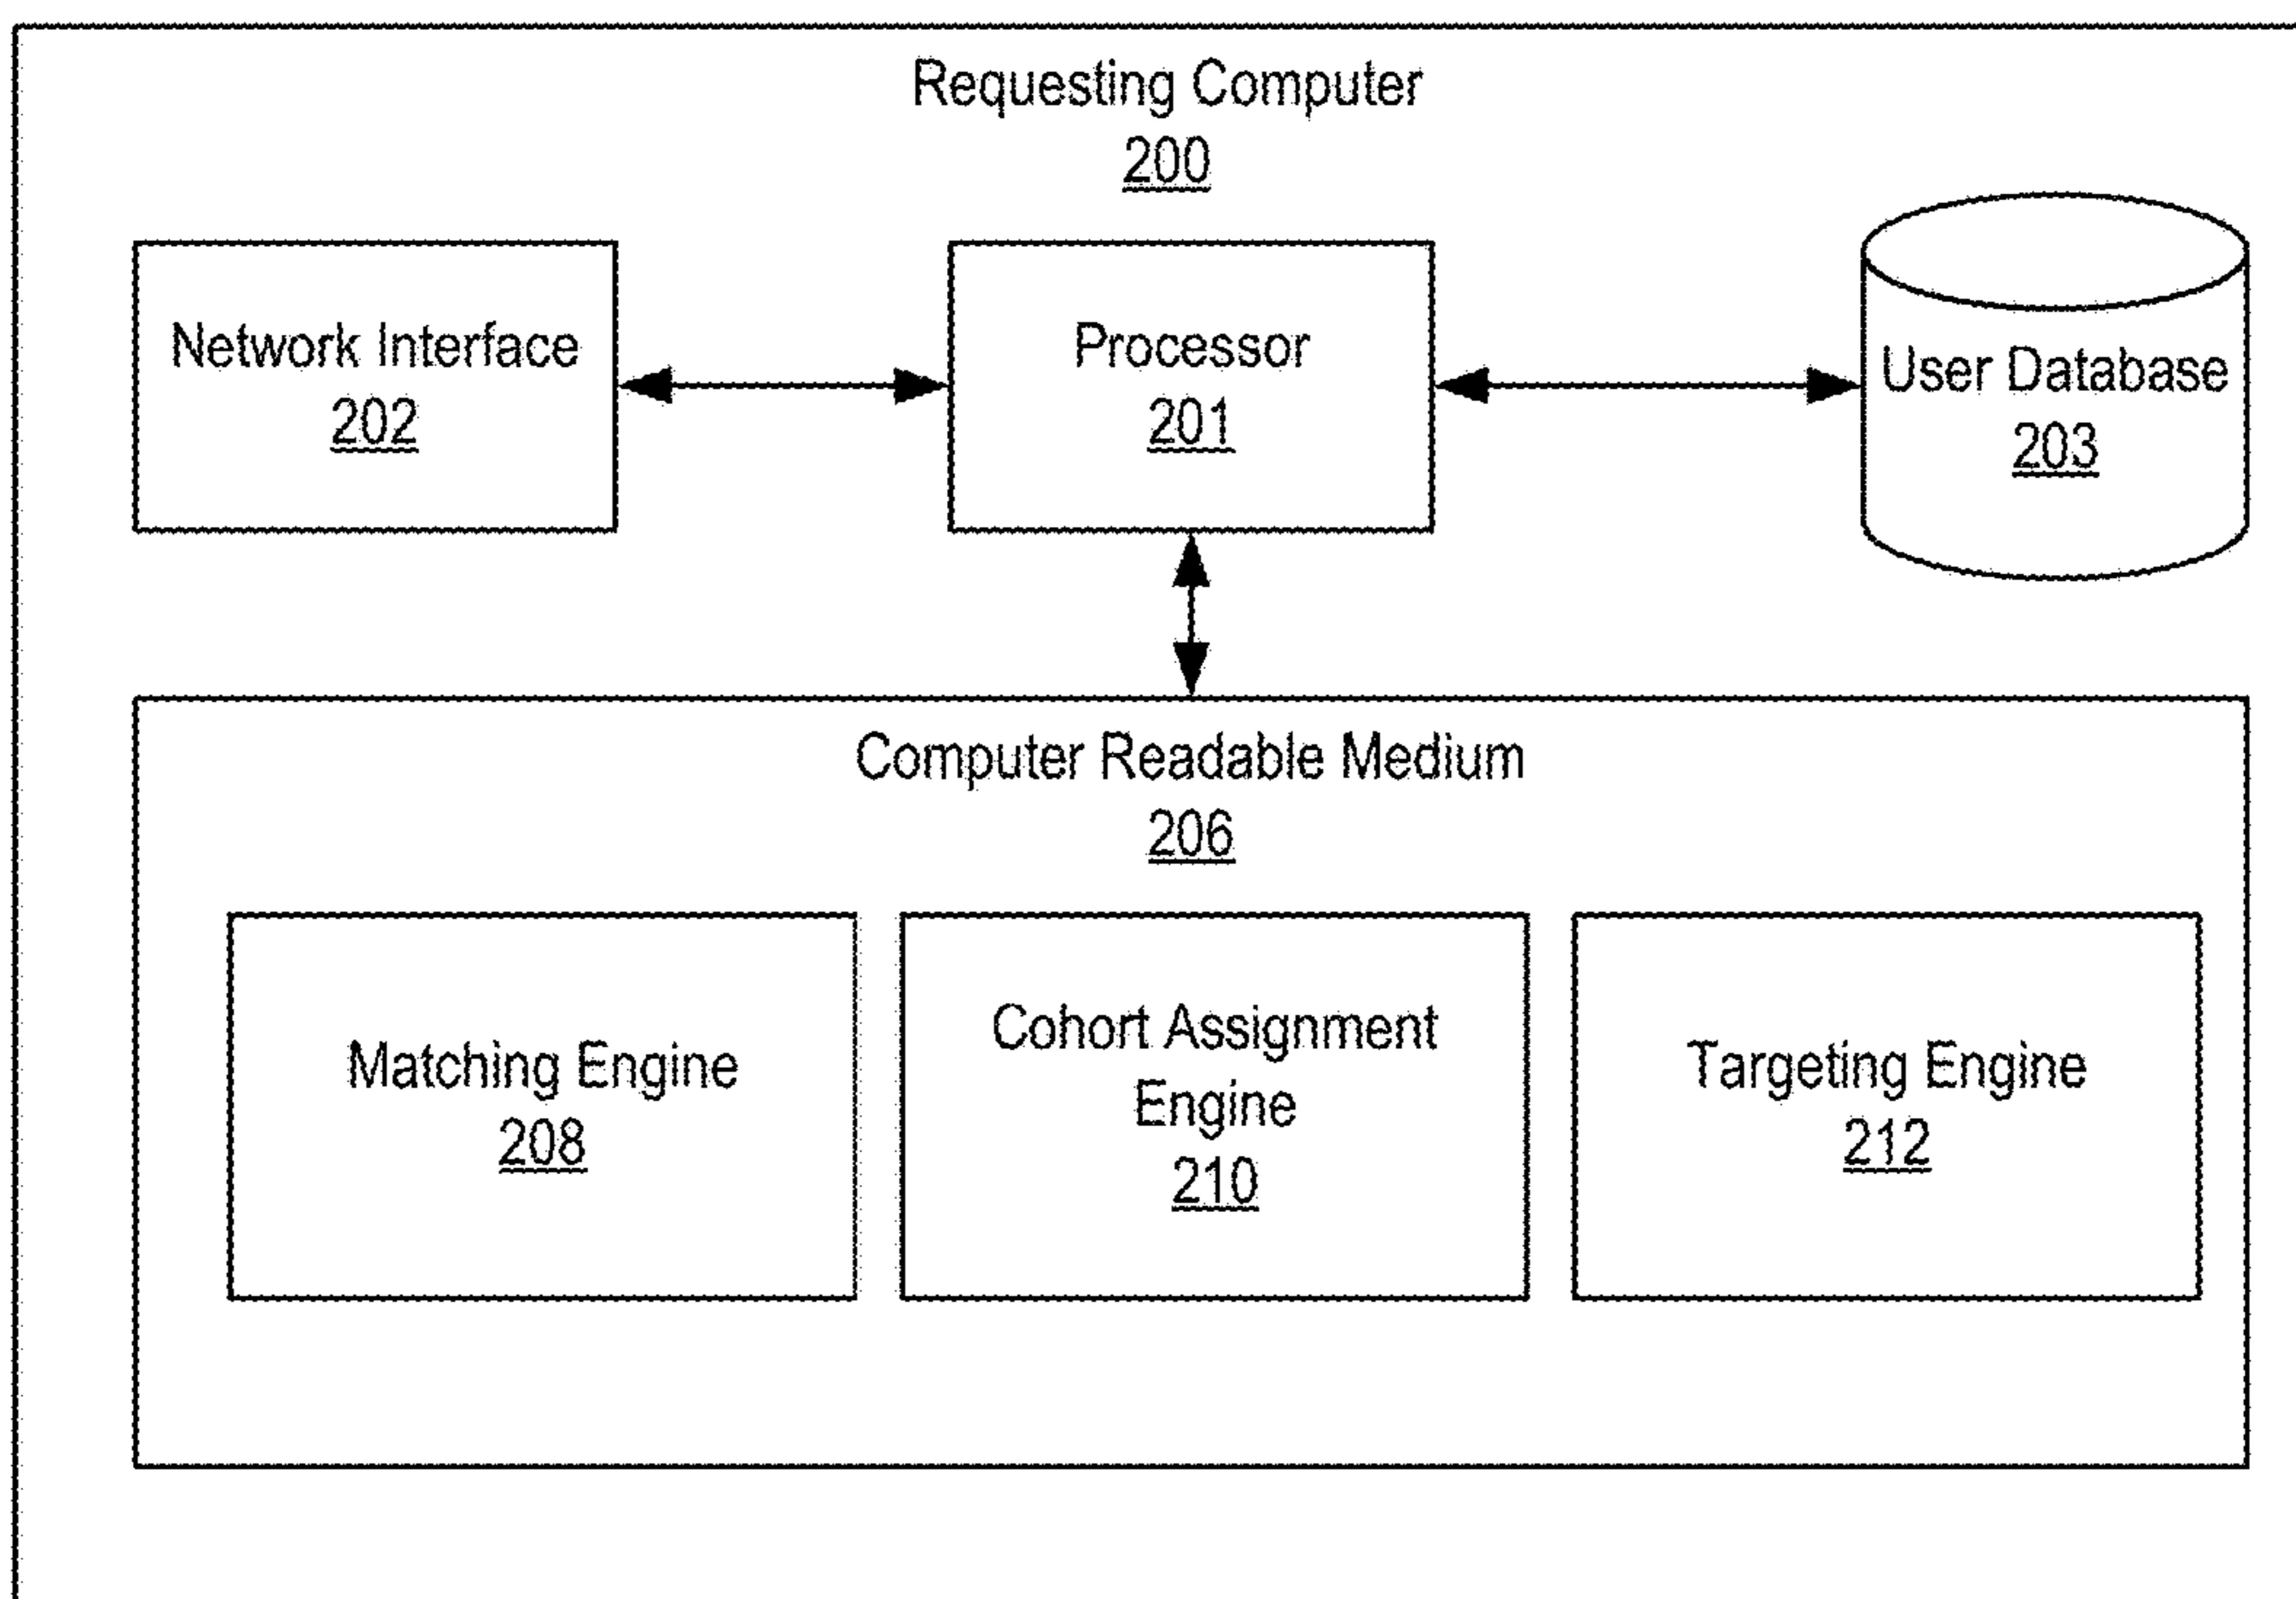 Requesting Computer
200
Network Interface
202
Processor
201
User Database
203
Computer Readable Medium
206
Matching Engine
208
Cohort Assignment
Engine
210
Targeting Engine
212